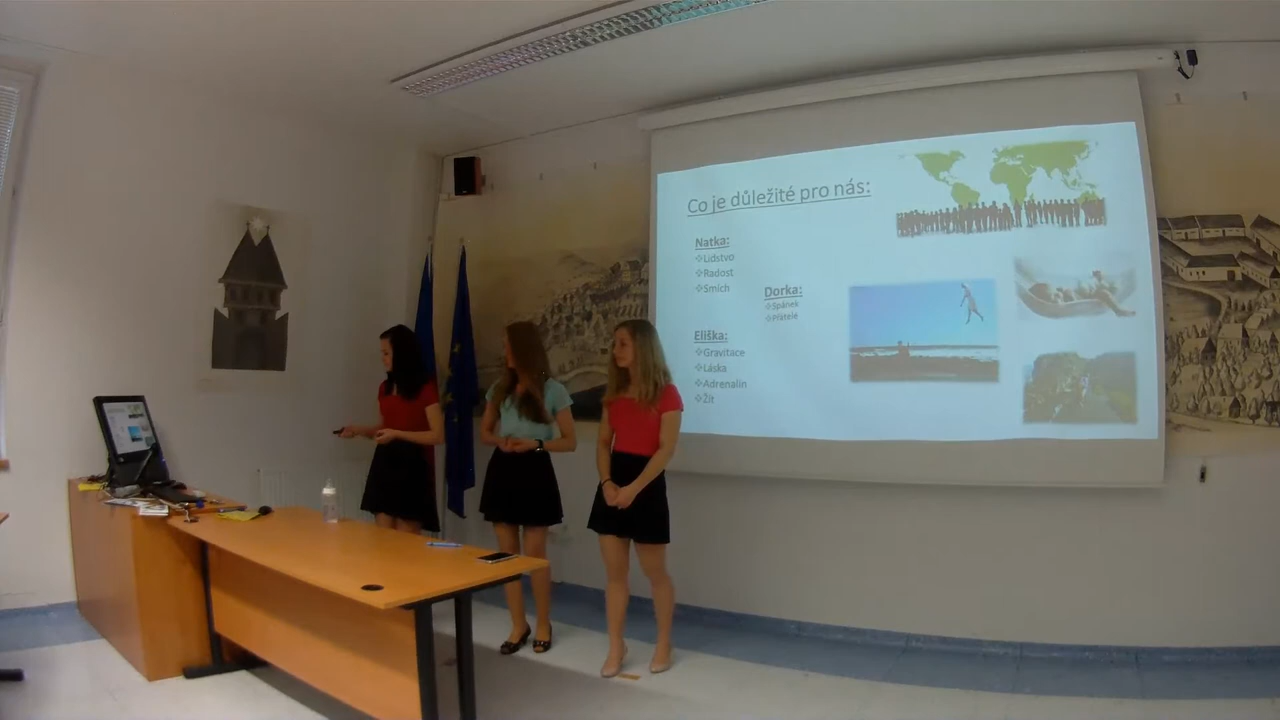 Co je důležité pro nás:
Natka:
Lidstvo
Radost
Smích
Dorka:
Spánek
Přátelé
Eliška:
Gravitace
Láska
Adrenalin
Žít